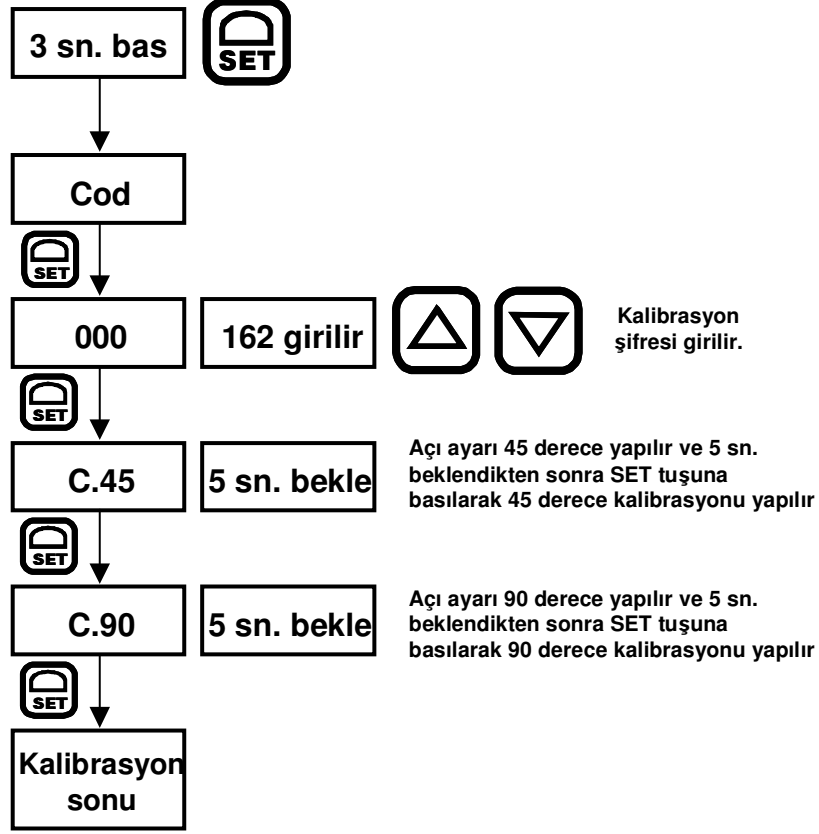 3 sn. bas
SET
Cod
SET
000
162 girilir
Kalibrasyon
şifresi girilir.
SET
C.45
5 sn. bekle
Açı ayarı 45 derece yapılır ve 5 sn.
beklendikten sonra SET tuşuna
basılarak 45 derece kalibrasyonu yapılır
SET
C.90
5 sn. bekle
Açı ayarı 90 derece yapılır ve 5 sn.
beklendikten sonra SET tuşuna
basılarak 90 derece kalibrasyonu yapılır
SET
Kalibrasyon
sonu